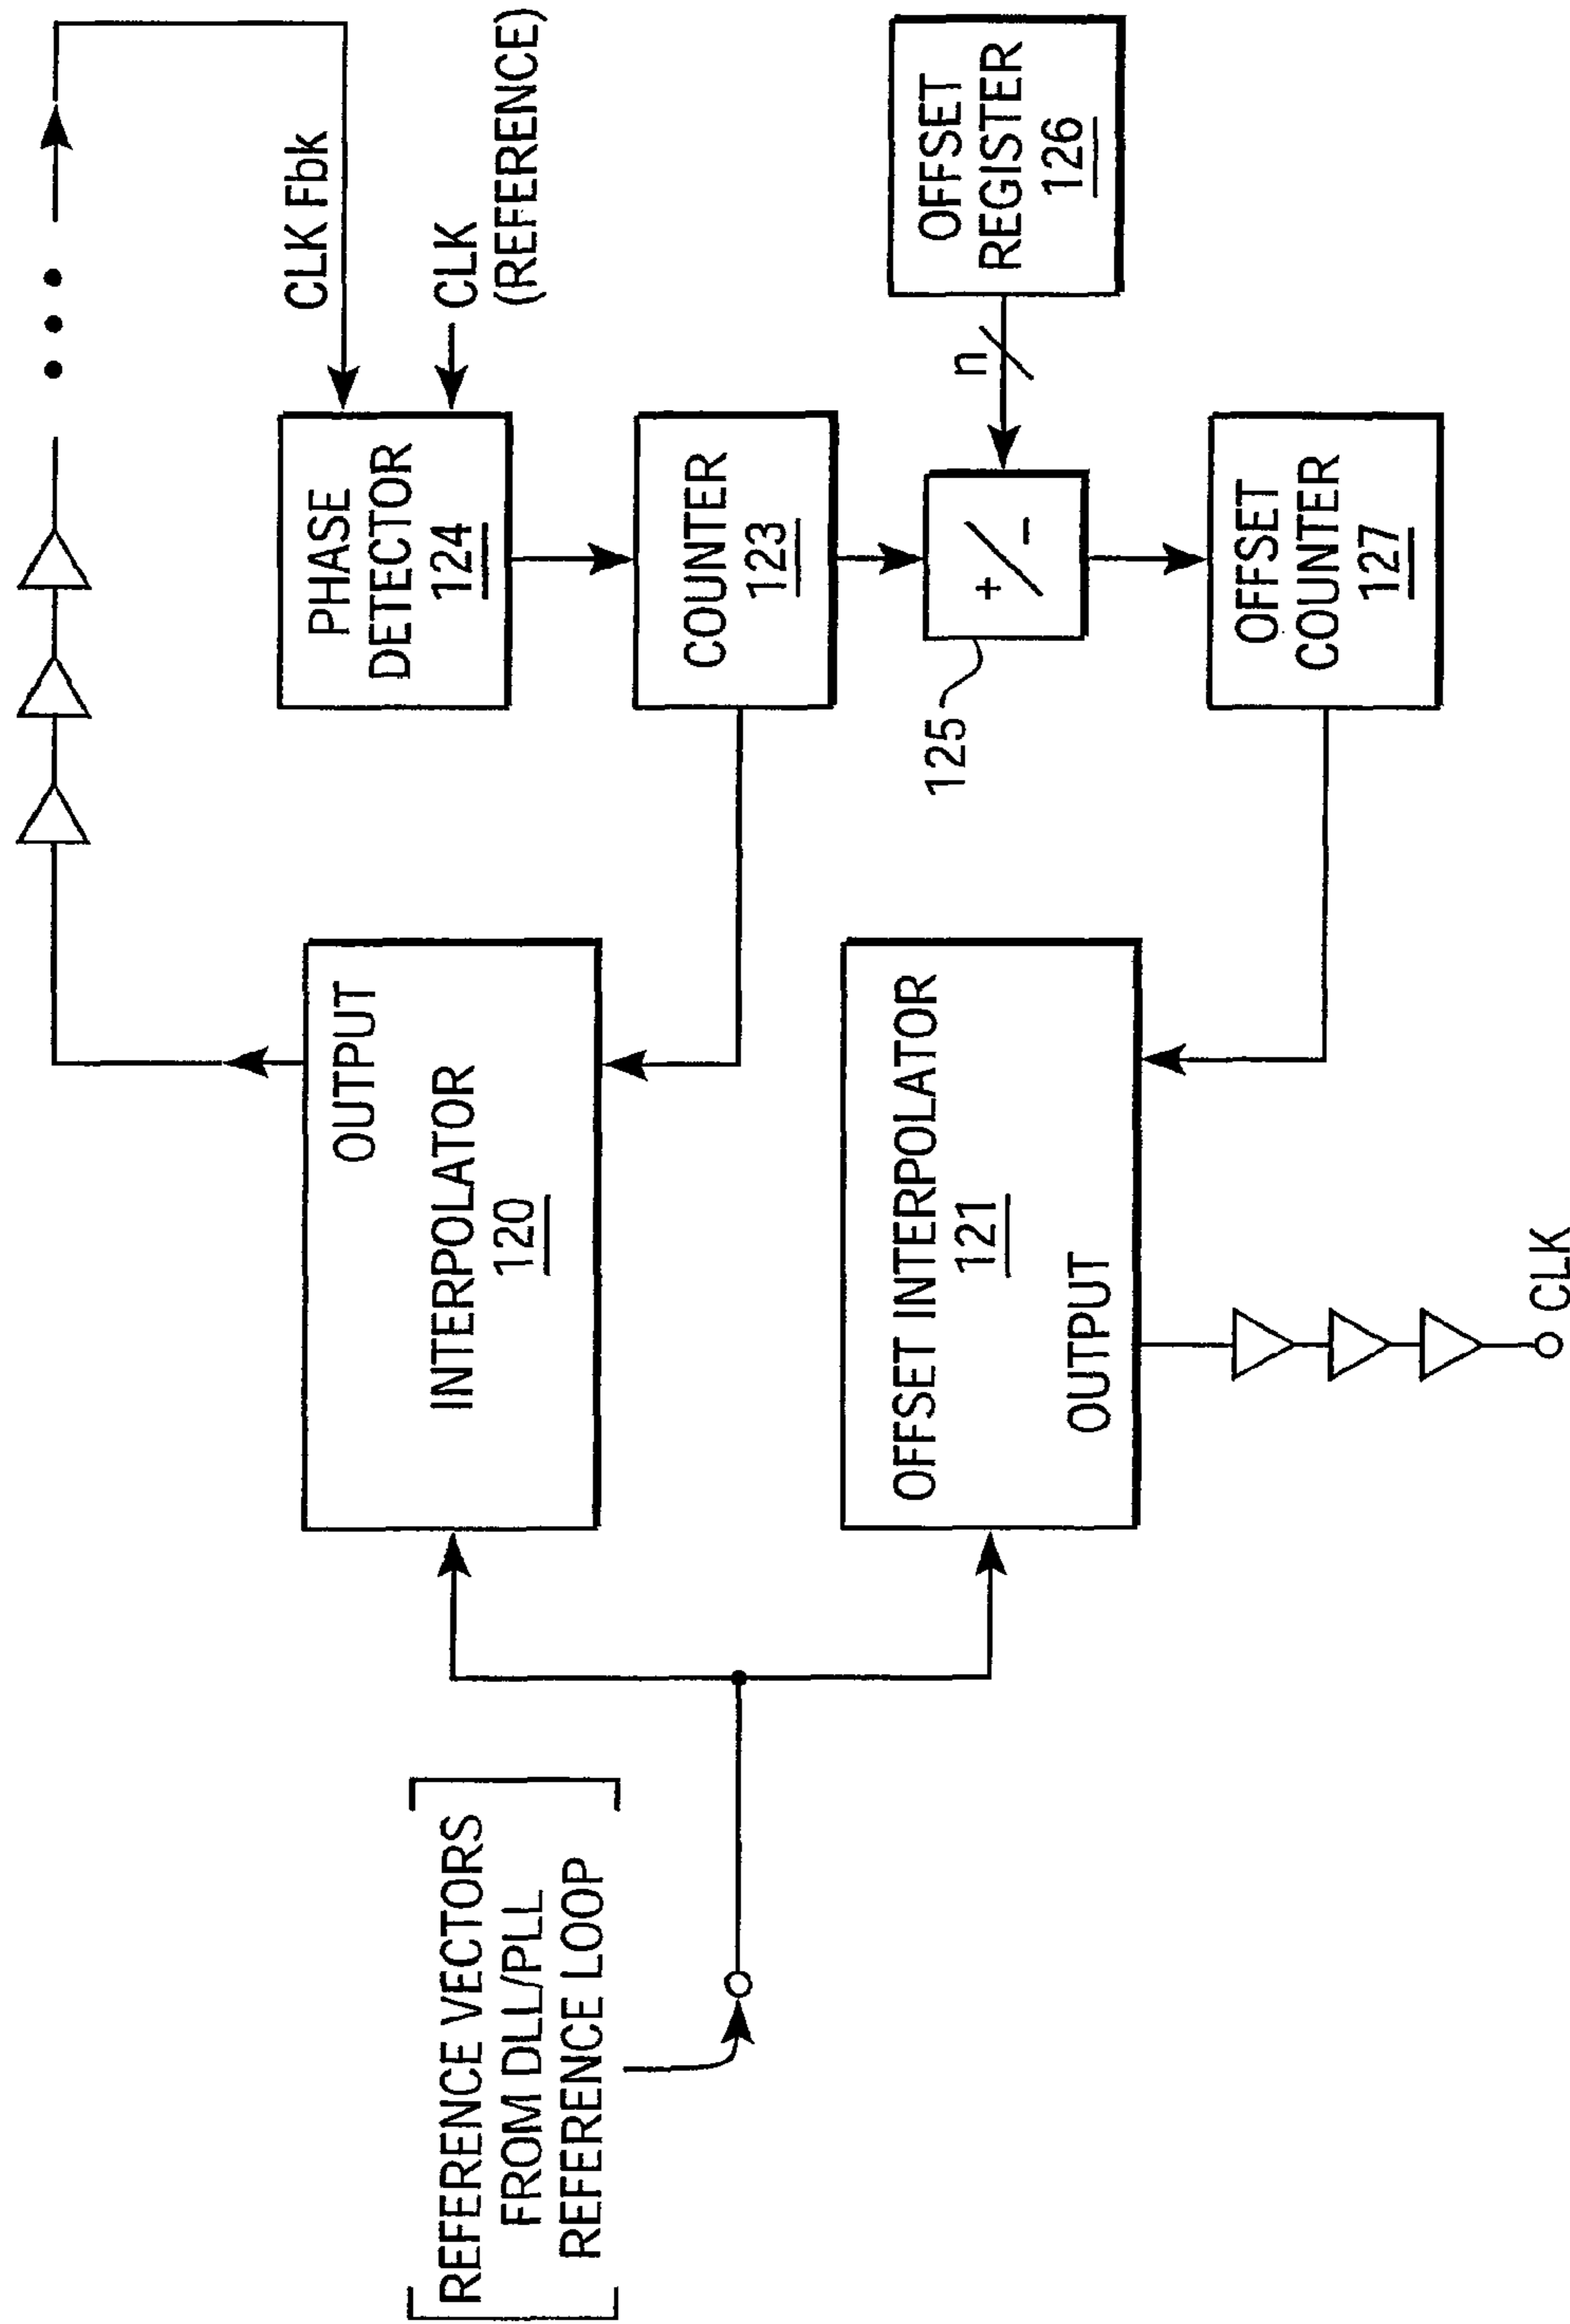 CLK Fbk
CLK
(REFERENCE)
PHASE
DETECTOR
124
OUTPUT
INTERPOLATOR
120
COUNTER
123
REFERENCE VECTORS
FROM DLL/PLL
REFERENCE LOOP
OFFSET
REGISTER
126
n
+/-
125
OFFSET INTERPOLATOR
121
OUTPUT
OFFSET
COUNTER
127
CLK